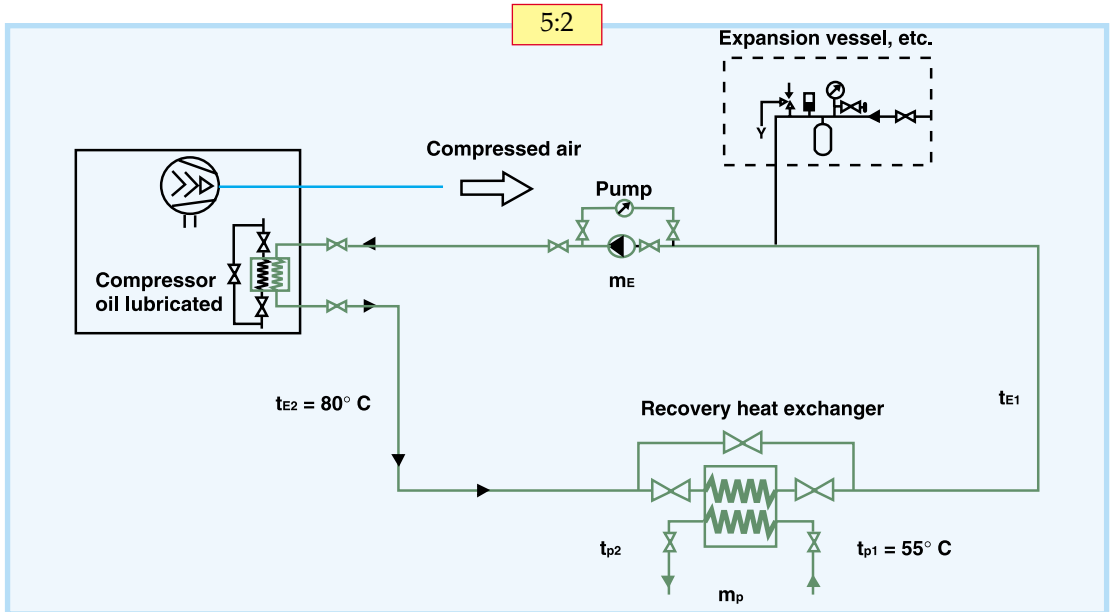 5:2
Expansion vessel, etc.
Y
Compressed air
Pump
mE
Compressor
oil lubricated
tE2 = 80° C
tE1
Recovery heat exchanger
tp2
tp1 = 55° C
mp